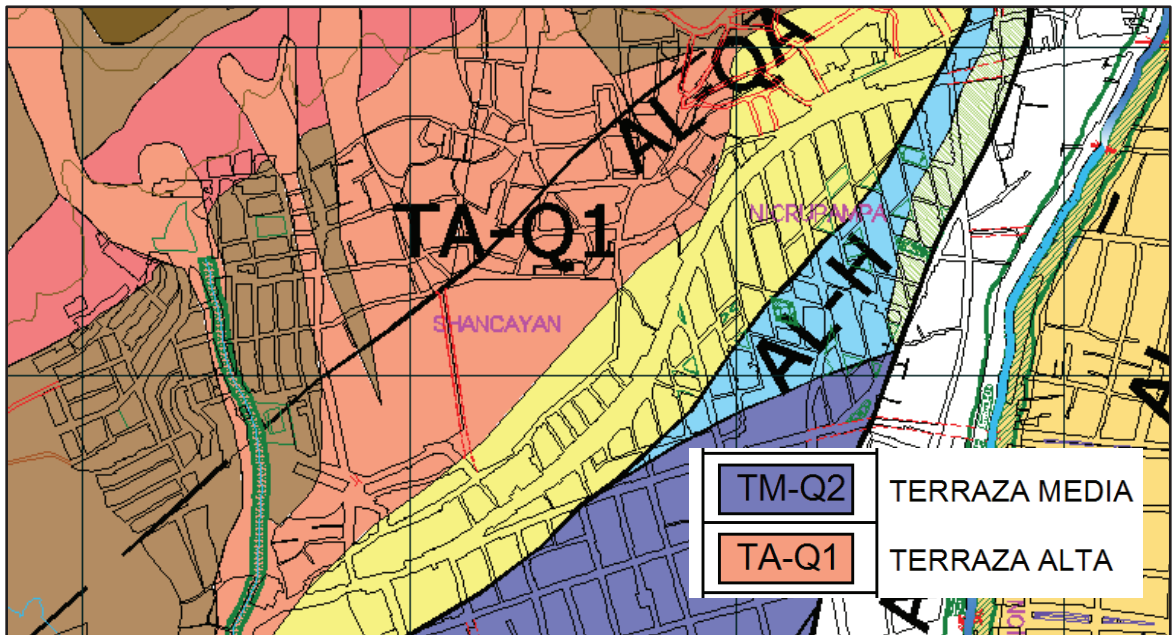 AL-QA
NICRUPAMPA
TA-Q1
AL-H
SHANCAYAN
TM-Q2 TERRAZA MEDIA
TA-Q1 TERRAZA ALTA